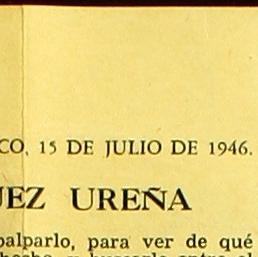 CO, 15 DE JULIO DE 1946.
UEZ UREÑA
palparlo, para ver de qué